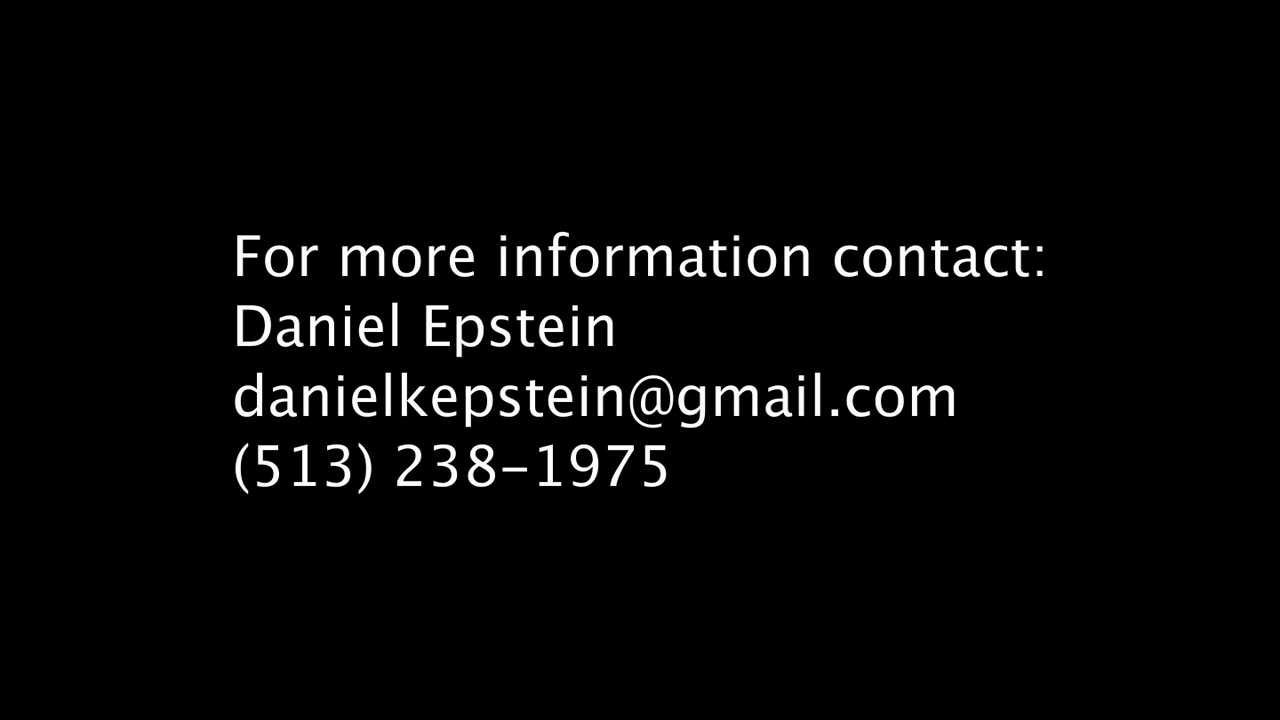 For more information contact:
Daniel Epstein
danielkepstein@gmail.com
(513) 238-1975